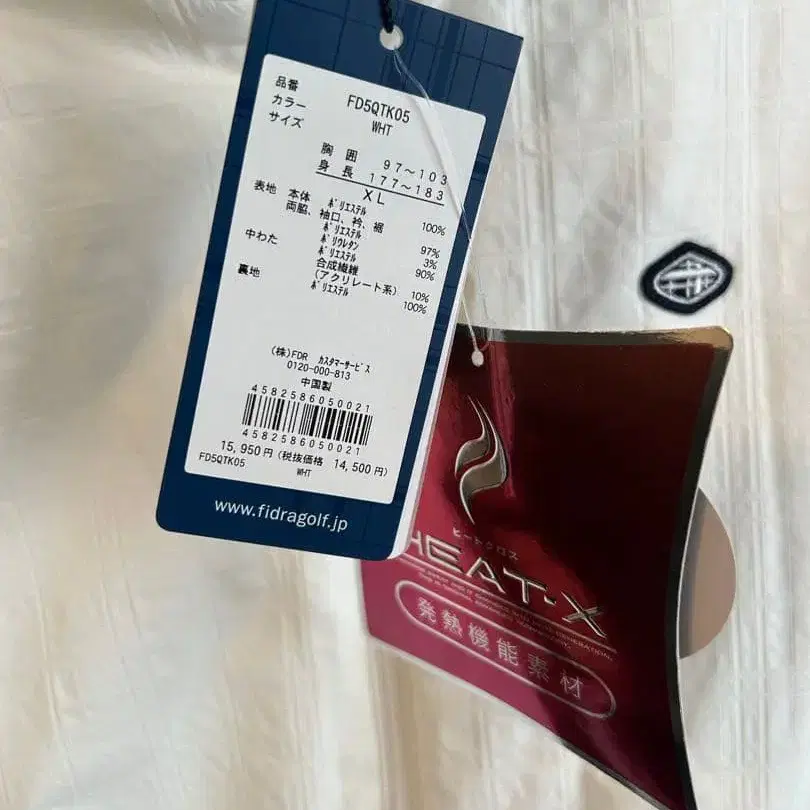 品番 FD5QTK05
カラー WHT
サイズ
胸囲 97～103
身長 177～183
XL
表地 本体 ﾎﾟﾘｴｽﾃﾙ 100%
両脇、袖口、衿、裾
ﾎﾟﾘｴｽﾃﾙ 97%
ﾎﾟﾘｳﾚﾀﾝ 3%
中わた ﾎﾟﾘｴｽﾃﾙ 90%
合成繊維
(アクリレート系) 10%
裏地 ﾎﾟﾘｴｽﾃﾙ 100%
(株)FDR ｶｽﾀﾏｰｻｰﾋﾞｽ
0120-000-813
中国製
4582586050021
4582586050021
15,950円(税抜価格 14,500円)
FD5QTK05 WHT
www.fidragolf.jp
ヒートクロス
HEAT-X
発熱機能素材